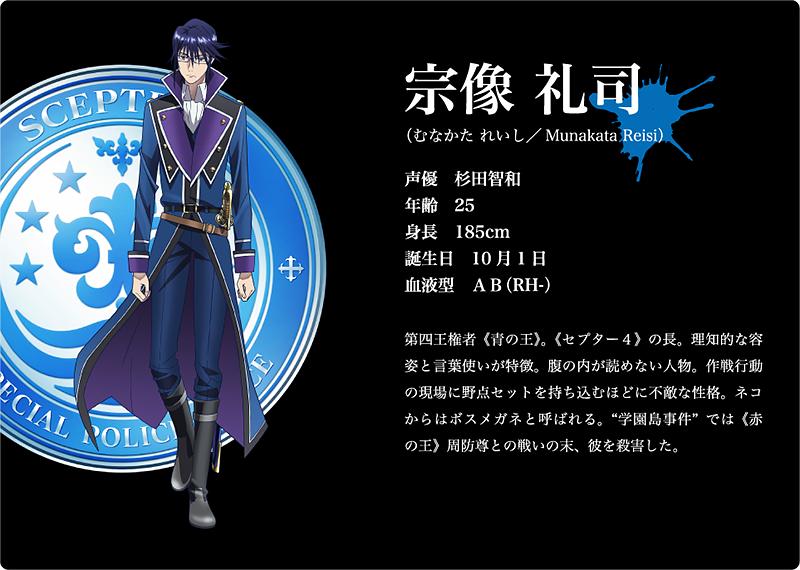 SCEPT
SPECIAL POLICE
宗像 礼司
（むなかた れいし／ Munakata Reisi）
声優 杉田智和
年齢 25
身長 185cm
誕生日 10月1日
血液型 ＡＢ（RH-）
第四王権者《青の王》。《セプター４》の長。理知的な容
姿と言葉使いが特徴。腹の内が読めない人物。作戦行動
の現場に野点セットを持ち込むほどに不敵な性格。ネコ
からはボスメガネと呼ばれる。“学園島事件”では《赤
の王》周防尊との戦いの末、彼を殺害した。